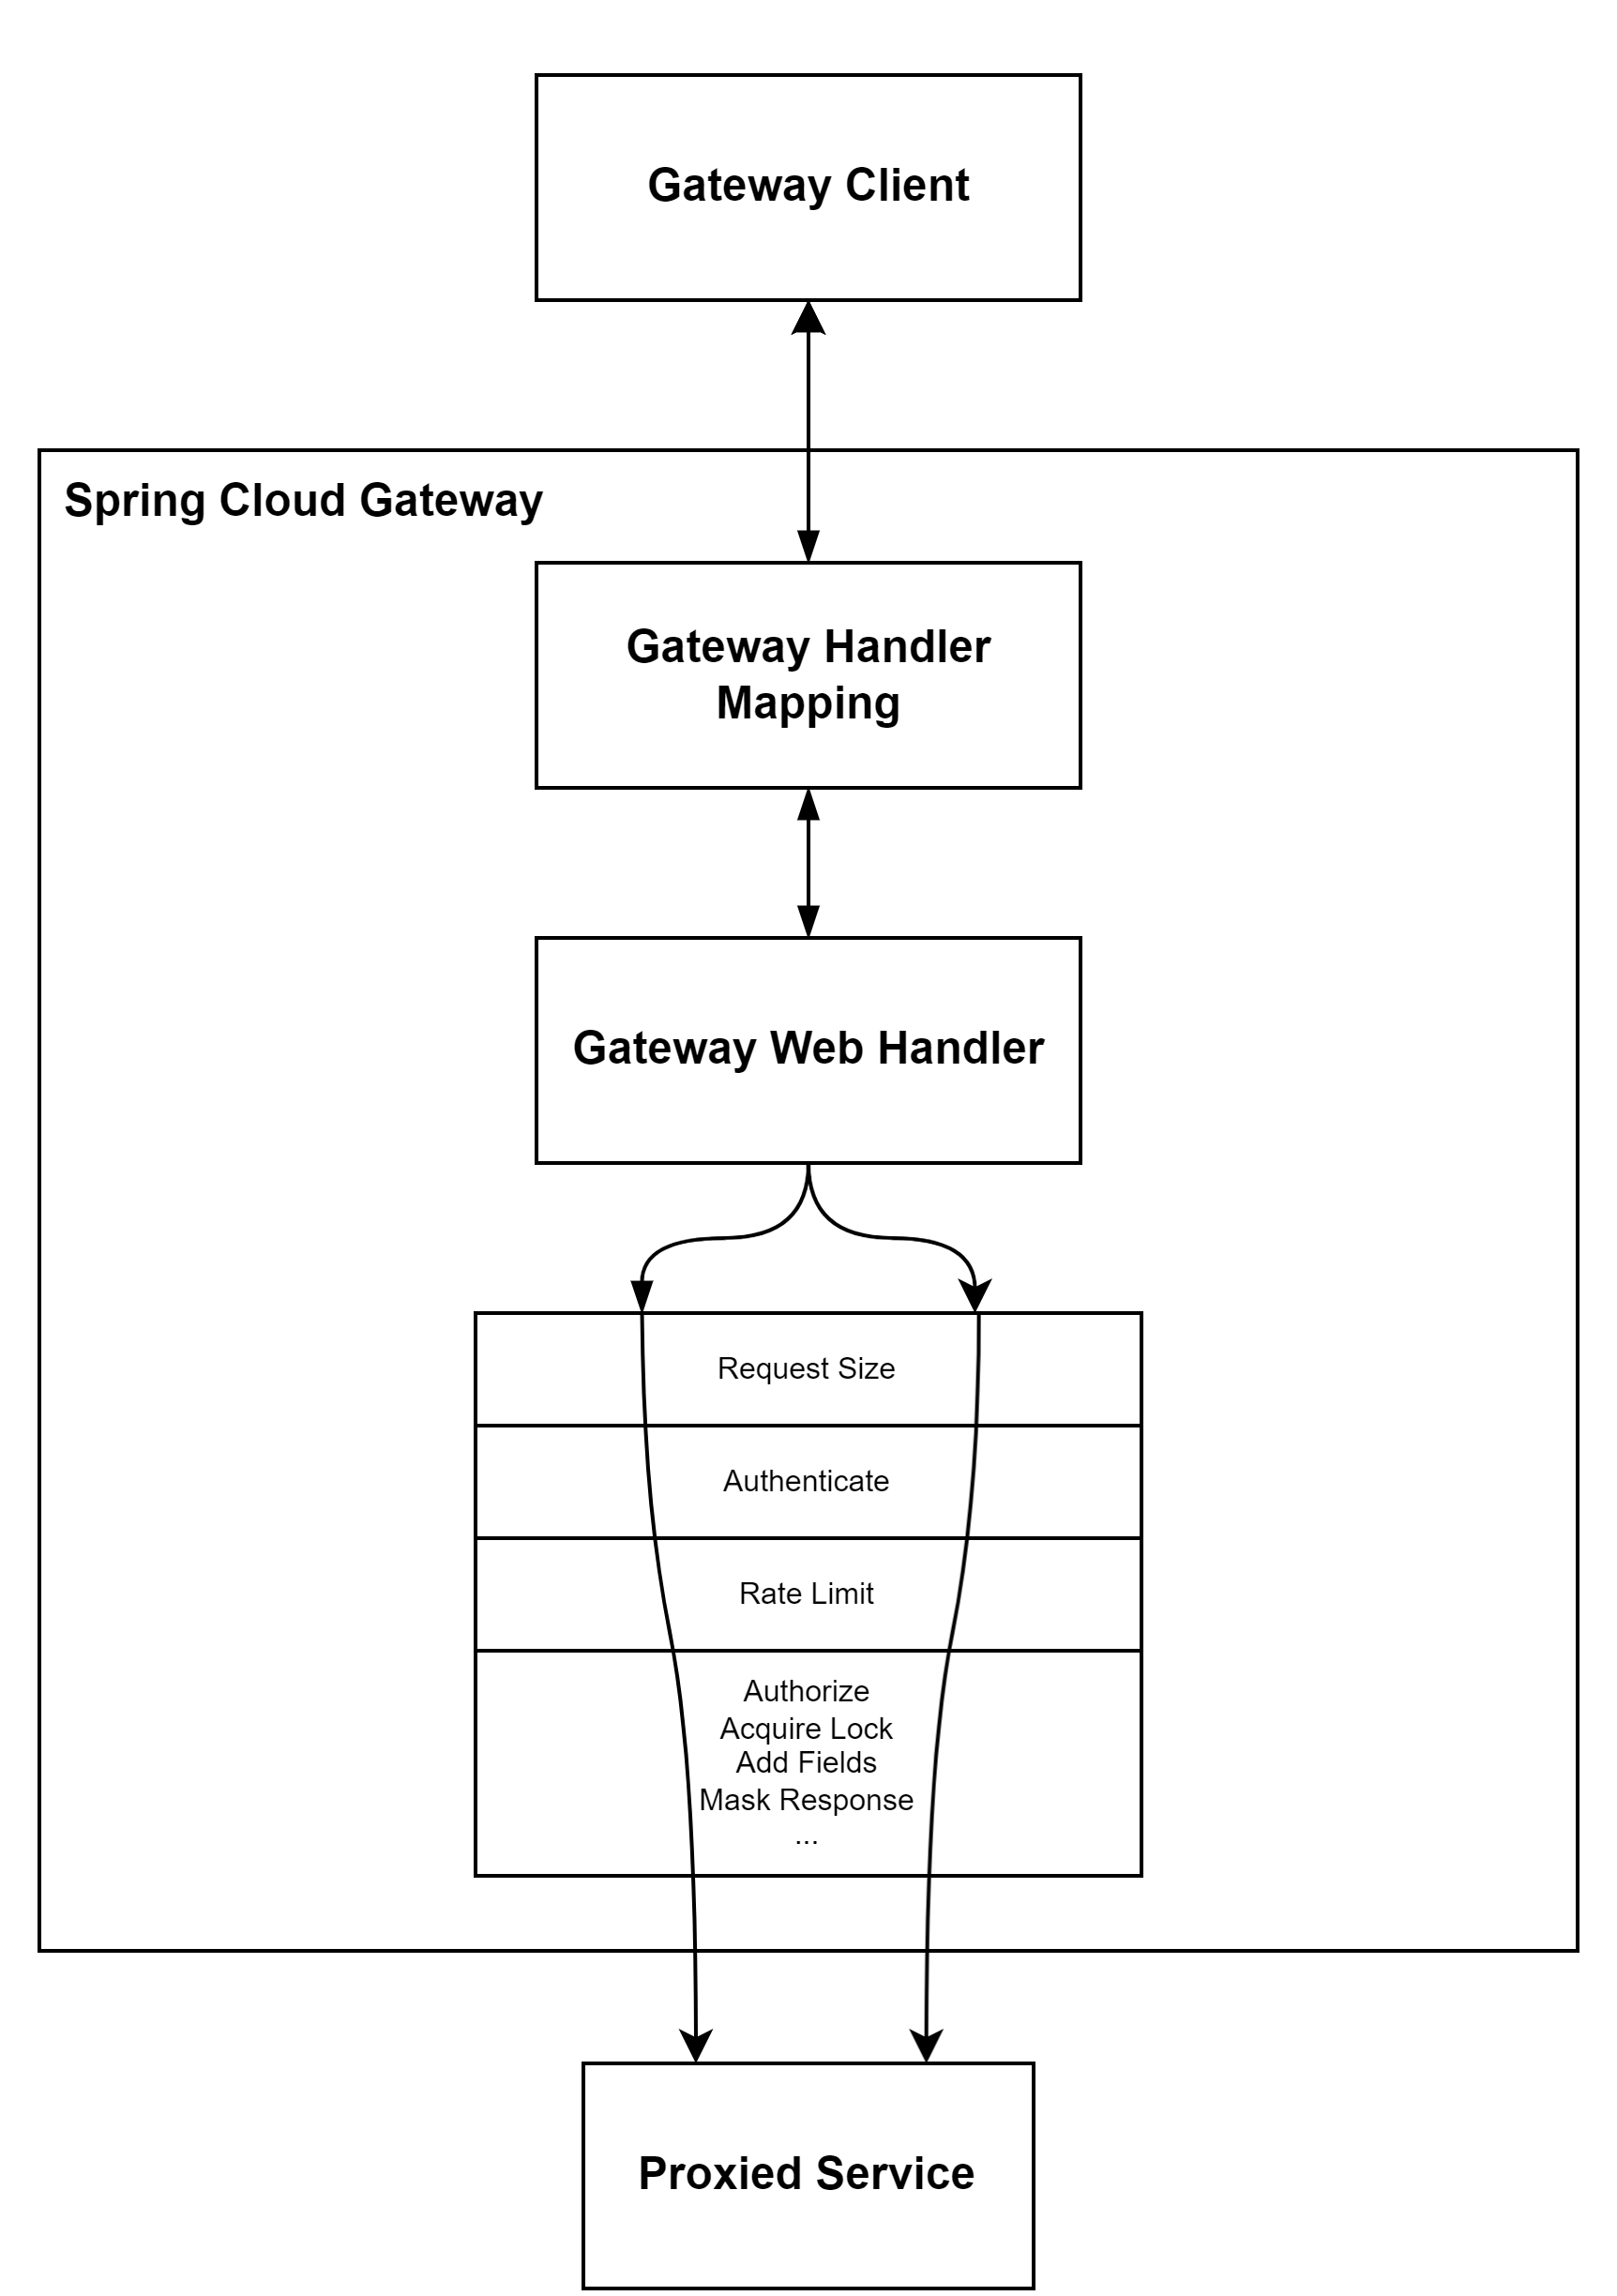 Gateway Client
Spring Cloud Gateway
Gateway Handler
Mapping
Gateway Web Handler
Request Size
Authenticate
Rate Limit
Authorize
Acquire Lock
Add Fields
Mask Response
...
Proxied Service